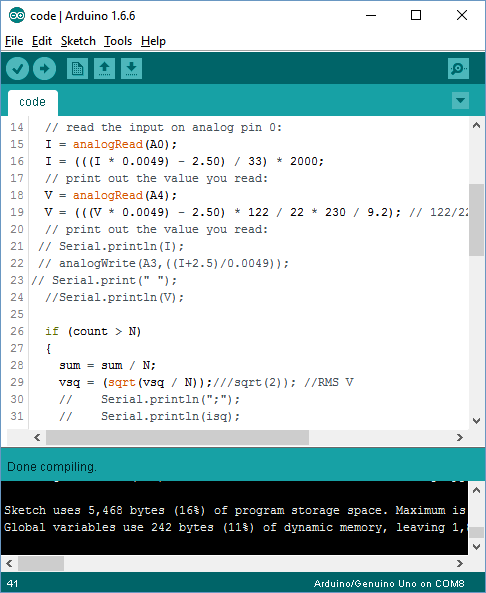 code | Arduino 1.6.6
File Edit Sketch Tools Help
code
14 // read the input on analog pin 0:
15 I = analogRead(A0);
16 I = (((I * 0.0049) - 2.50) / 33) * 2000;
17 // print out the value you read:
18 V = analogRead(A4);
19 V = (((V * 0.0049) - 2.50) * 122 / 22 * 230 / 9.2); // 122/22
20 // print out the value you read:
21 // Serial.println(I);
22 // analogWrite(A3,((I+2.5)/0.0049));
23 // Serial.print(" ");
24 //Serial.println(V);
25
26 if (count > N)
27 {
28 sum = sum / N;
29 vsq = (sqrt(vsq / N));///sqrt(2)); //RMS V
30 // Serial.println(";");
31 // Serial.println(isq);
Done compiling.
Sketch uses 5,468 bytes (16%) of program storage space. Maximum is
Global variables use 242 bytes (11%) of dynamic memory, leaving 1,8
41 Arduino/Genuino Uno on COM8